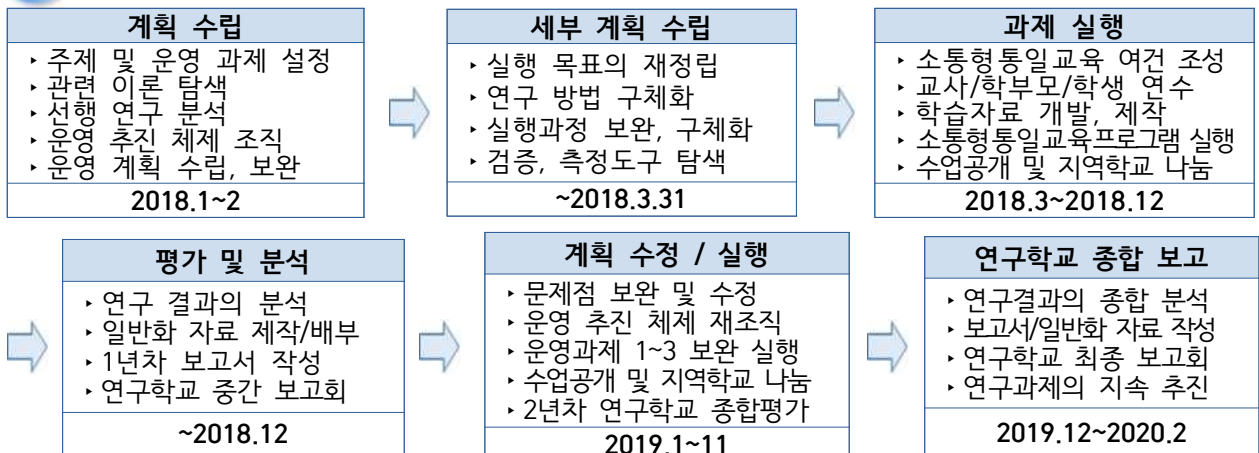 계획 수립
‣주제 및 운영 과제 설정
‣관련 이론 탐색
‣선행 연구 분석
‣운영 추진 체제 조직
‣운영 계획 수립, 보완
2018.1~2
세부 계획 수립
‣실행 목표의 재정립
‣연구 방법 구체화
‣실행과정 보완, 구체화
‣검증, 측정도구 탐색
~2018.3.31
과제 실행
‣소통형통일교육 여건 조성
‣교사/학부모/학생 연수
‣학습자료 개발, 제작
‣소통형통일교육프로그램 실행
‣수업공개 및 지역학교 나눔
2018.3~2018.12
평가 및 분석
‣연구 결과의 분석
‣일반화 자료 제작/배부
‣1년차 보고서 작성
‣연구학교 중간 보고회
~2018.12
계획 수정 / 실행
‣문제점 보완 및 수정
‣운영 추진 체제 재조직
‣운영과제 1~3 보완 실행
‣수업공개 및 지역학교 나눔
‣2년차 연구학교 종합평가
2019.1~11
연구학교 종합 보고
‣연구결과의 종합 분석
‣보고서/일반화 자료 작성
‣연구학교 최종 보고회
‣연구과제의 지속 추진
2019.12~2020.2